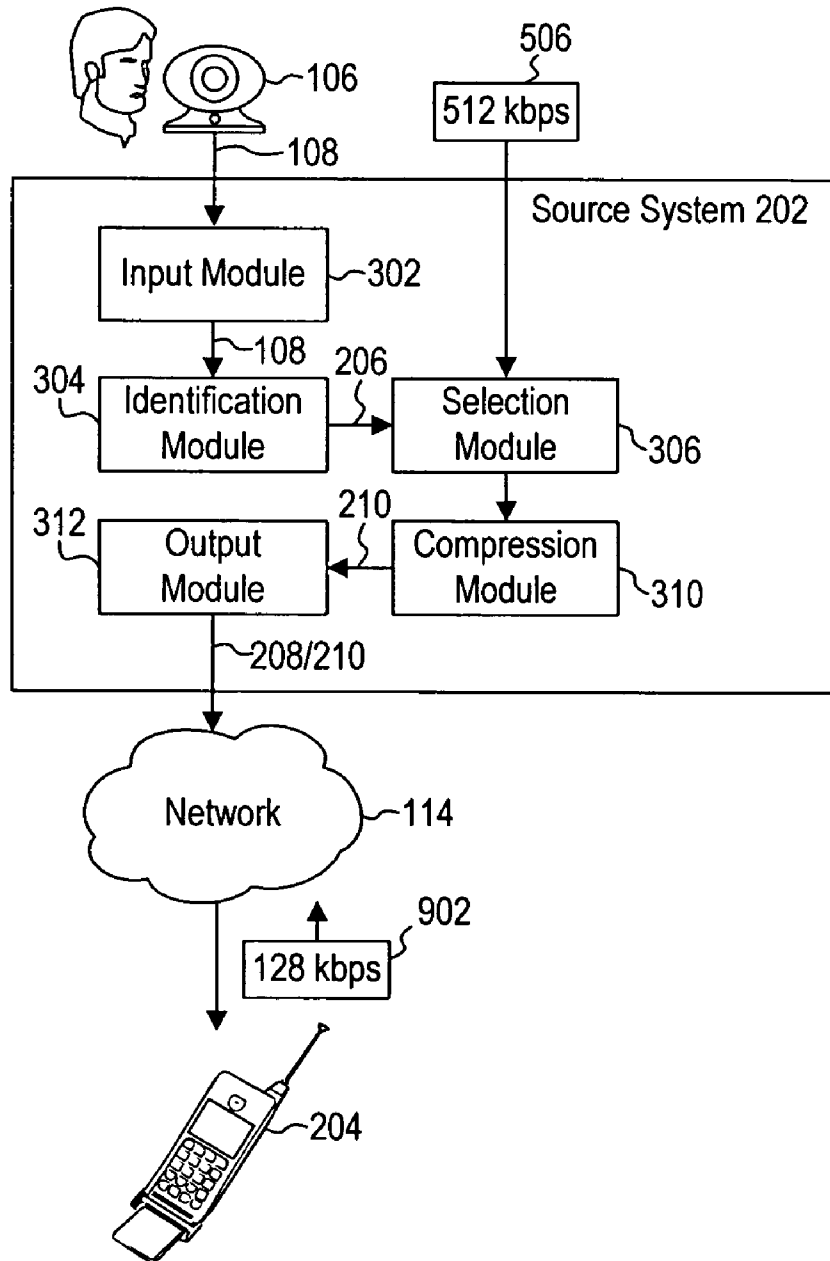 506
106
512 kbps
108
Source System 202
Input Module
302
108
304
Identification
Module
206
Selection
Module
306
312
Output
Module
210
Compression
Module
310
208/210
Network
114
902
128 kbps
204